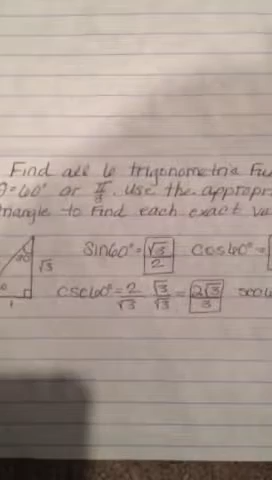 Find all 6 trigonometric Fu
θ=60° or π/3. Use the appropr
triangle to find each exact va
30° √3 sin60°=√3/2 cos60°=
csc60°=2/√3 √3/√3 = 2√3/3
1